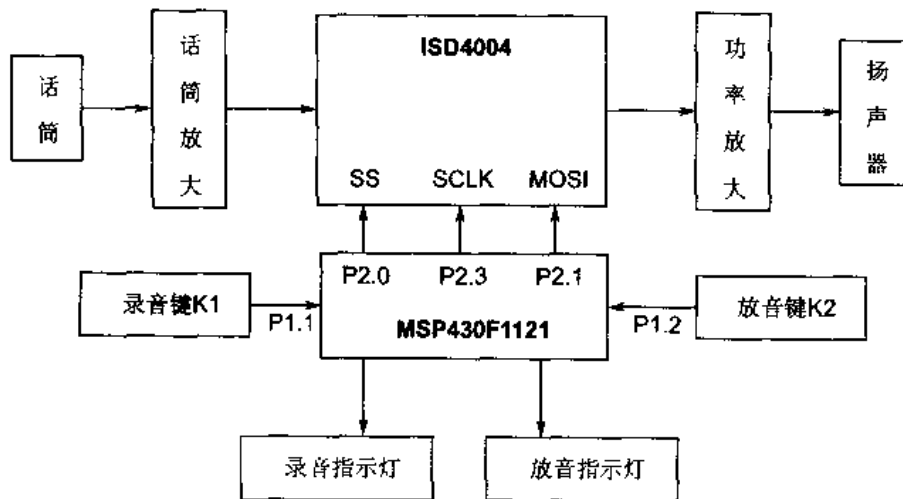 话筒
话筒放大
ISD4004
功率放大
扬声器
SS SCLK MOSI
P2.0 P2.3 P2.1
录音键K1
P1.1
MSP430F1121
P1.2
放音键K2
录音指示灯
放音指示灯